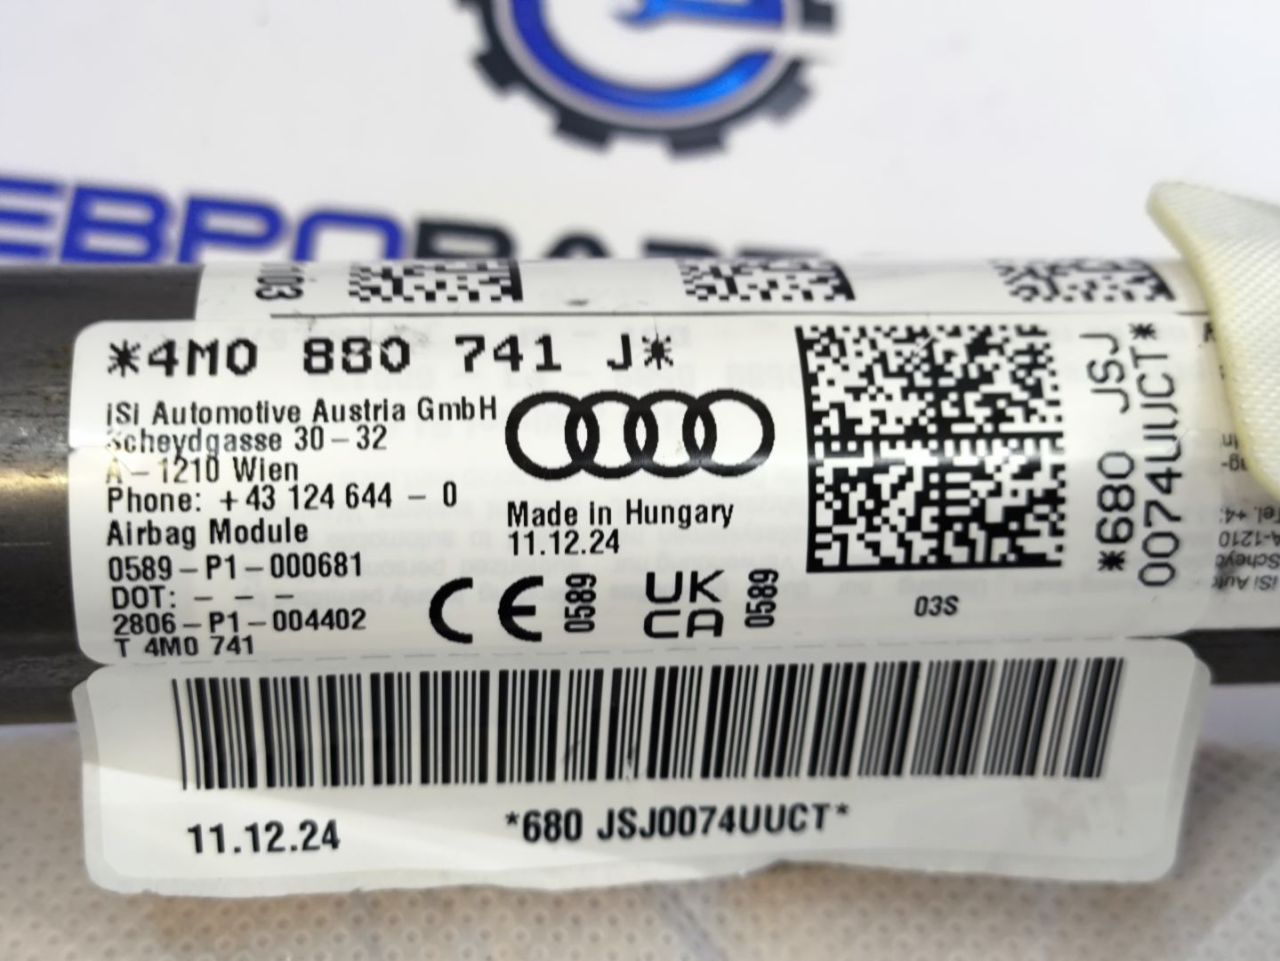 ЕВРО
1103
*4M0 880 741 J*
iSi Automotive Austria GmbH
Scheydgasse 30-32
A-1210 Wien
Phone: +43 124 644 - 0
Airbag Module
0589-P1-000681
DOT: - - -
2806-P1-004402
T 4M0 741
Made in Hungary
11.12.24
CE 0589
UK
CA 0589
03S
*680 JSJ
0074UUCT*
11.12.24
*680 JSJ0074UUCT*